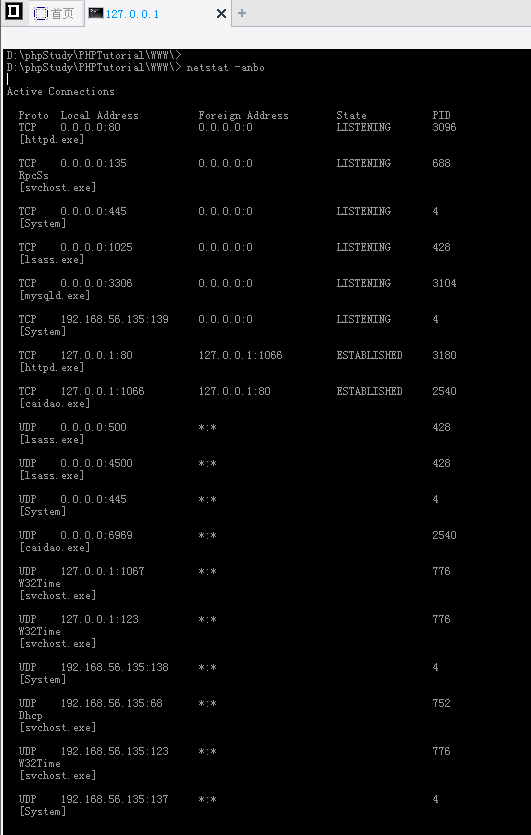 首页
127.0.0.1
D:\phpStudy\PHPTutorial\WWW\>
D:\phpStudy\PHPTutorial\WWW\> netstat -anbo
Active Connections
Proto Local Address Foreign Address State PID
TCP 0.0.0.0:80 0.0.0.0:0 LISTENING 3096
[httpd.exe]
TCP 0.0.0.0:135 0.0.0.0:0 LISTENING 688
RpcSs
[svchost.exe]
TCP 0.0.0.0:445 0.0.0.0:0 LISTENING 4
[System]
TCP 0.0.0.0:1025 0.0.0.0:0 LISTENING 428
[lsass.exe]
TCP 0.0.0.0:3306 0.0.0.0:0 LISTENING 3104
[mysqld.exe]
TCP 192.168.56.135:139 0.0.0.0:0 LISTENING 4
[System]
TCP 127.0.0.1:80 127.0.0.1:1066 ESTABLISHED 3180
[httpd.exe]
TCP 127.0.0.1:1066 127.0.0.1:80 ESTABLISHED 2540
[caidao.exe]
UDP 0.0.0.0:500 *:* 428
[lsass.exe]
UDP 0.0.0.0:4500 *:* 428
[lsass.exe]
UDP 0.0.0.0:445 *:* 4
[System]
UDP 0.0.0.0:6969 *:* 2540
[caidao.exe]
UDP 127.0.0.1:1067 *:* 776
W32Time
[svchost.exe]
UDP 127.0.0.1:123 *:* 776
W32Time
[svchost.exe]
UDP 192.168.56.135:138 *:* 4
[System]
UDP 192.168.56.135:68 *:* 752
Dhcp
[svchost.exe]
UDP 192.168.56.135:123 *:* 776
W32Time
[svchost.exe]
UDP 192.168.56.135:137 *:* 4
[System]